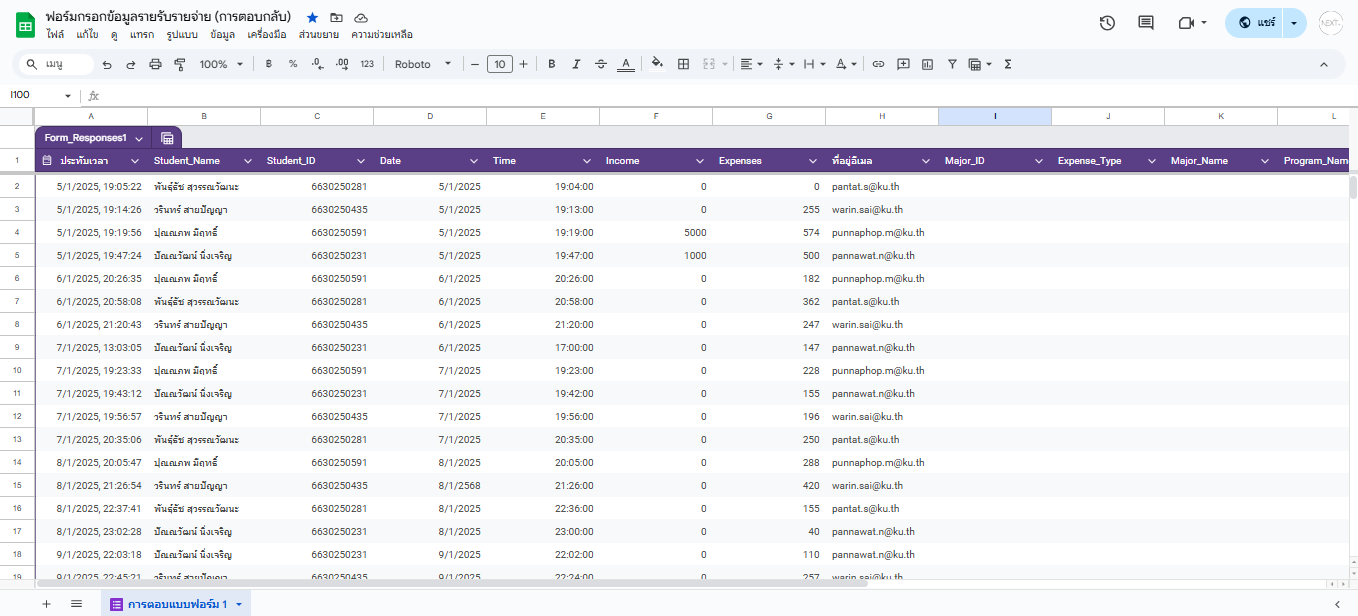 ฟอร์มกรอกข้อมูลรายรับรายจ่าย (การตอบกลับ)
ไฟล์ แก้ไข ดู แทรก รูปแบบ ข้อมูล เครื่องมือ ส่วนขยาย ความช่วยเหลือ
แชร์
NEXT
เมนู 100% ฿ % .0 .00 123 Roboto 10 B I S A A Σ
I100 fx
A B C D E F G H I J K L
Form_Responses1
1 ประทับเวลา Student_Name Student_ID Date Time Income Expenses ที่อยู่อีเมล Major_ID Expense_Type Major_Name Program_Name
2 5/1/2025, 19:05:22 พันธุ์ธัช สุวรรณวัฒนะ 6630250281 5/1/2025 19:04:00 0 0 pantat.s@ku.th
3 5/1/2025, 19:14:26 วรินทร์ สายปัญญา 6630250435 5/1/2025 19:13:00 0 255 warin.sai@ku.th
4 5/1/2025, 19:19:56 ปุณณภพ มีฤทธิ์ 6630250591 5/1/2025 19:19:00 5000 574 punnaphop.m@ku.th
5 5/1/2025, 19:47:24 ปัณณวัฒน์ นิ่งเจริญ 6630250231 5/1/2025 19:47:00 1000 500 pannawat.n@ku.th
6 6/1/2025, 20:26:35 ปุณณภพ มีฤทธิ์ 6630250591 6/1/2025 20:26:00 0 182 punnaphop.m@ku.th
7 6/1/2025, 20:58:08 พันธุ์ธัช สุวรรณวัฒนะ 6630250281 6/1/2025 20:58:00 0 362 pantat.s@ku.th
8 6/1/2025, 21:20:43 วรินทร์ สายปัญญา 6630250435 6/1/2025 21:20:00 0 247 warin.sai@ku.th
9 7/1/2025, 13:03:05 ปัณณวัฒน์ นิ่งเจริญ 6630250231 6/1/2025 17:00:00 0 147 pannawat.n@ku.th
10 7/1/2025, 19:23:33 ปุณณภพ มีฤทธิ์ 6630250591 7/1/2025 19:23:00 0 228 punnaphop.m@ku.th
11 7/1/2025, 19:43:12 ปัณณวัฒน์ นิ่งเจริญ 6630250231 7/1/2025 19:42:00 0 155 pannawat.n@ku.th
12 7/1/2025, 19:56:57 วรินทร์ สายปัญญา 6630250435 7/1/2025 19:56:00 0 196 warin.sai@ku.th
13 7/1/2025, 20:35:06 พันธุ์ธัช สุวรรณวัฒนะ 6630250281 7/1/2025 20:35:00 0 250 pantat.s@ku.th
14 8/1/2025, 20:05:47 ปุณณภพ มีฤทธิ์ 6630250591 8/1/2025 20:05:00 0 288 punnaphop.m@ku.th
15 8/1/2025, 21:26:54 วรินทร์ สายปัญญา 6630250435 8/1/2568 21:26:00 0 420 warin.sai@ku.th
16 8/1/2025, 22:37:41 พันธุ์ธัช สุวรรณวัฒนะ 6630250281 8/1/2025 22:36:00 0 155 pantat.s@ku.th
17 8/1/2025, 23:02:28 ปัณณวัฒน์ นิ่งเจริญ 6630250231 8/1/2025 23:00:00 0 40 pannawat.n@ku.th
18 9/1/2025, 22:03:18 ปัณณวัฒน์ นิ่งเจริญ 6630250231 9/1/2025 22:02:00 0 110 pannawat.n@ku.th
19 9/1/2025, 22:45:21 วรินทร์ สายปัญญา 6630250435 9/1/2025 22:24:00 0 257 warin.sai@ku.th
การตอบแบบฟอร์ม 1